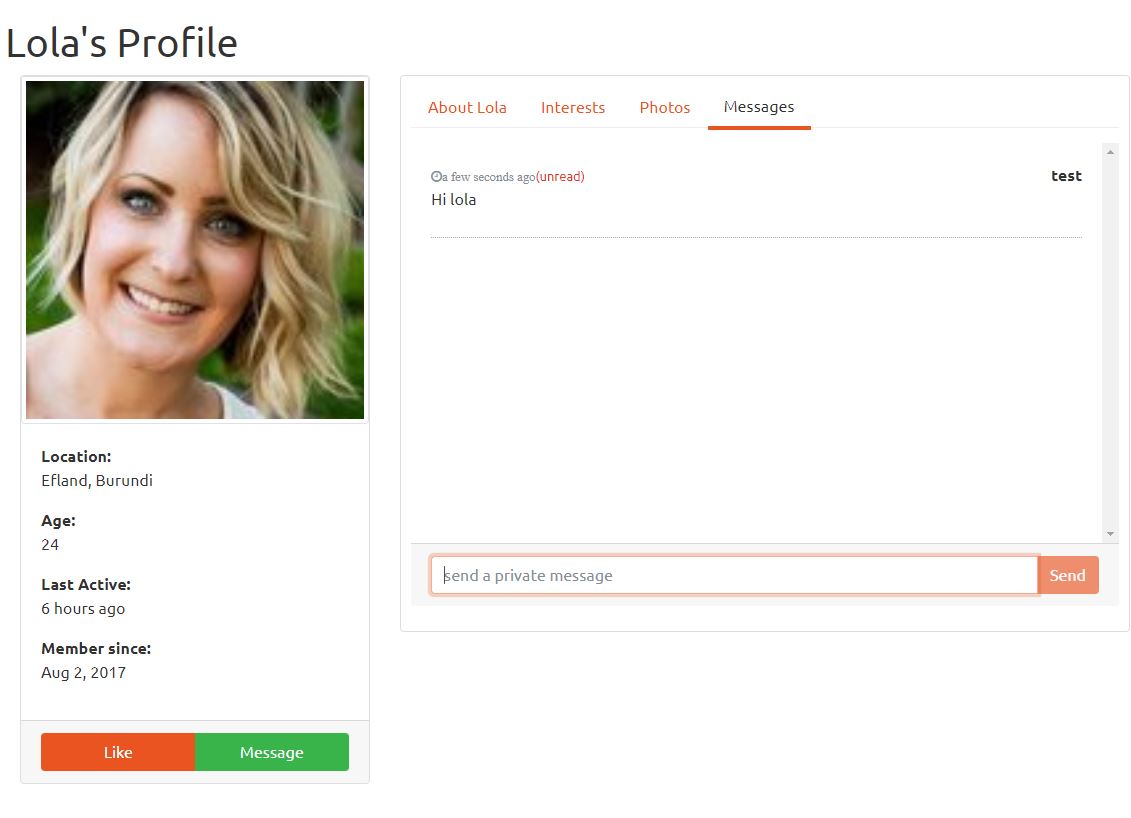 Lola's Profile
Location:
Efland, Burundi
Age:
24
Last Active:
6 hours ago
Member since:
Aug 2, 2017
Like Message
About Lola Interests Photos Messages
a few seconds ago(unread) test
Hi lola
send a private message Send